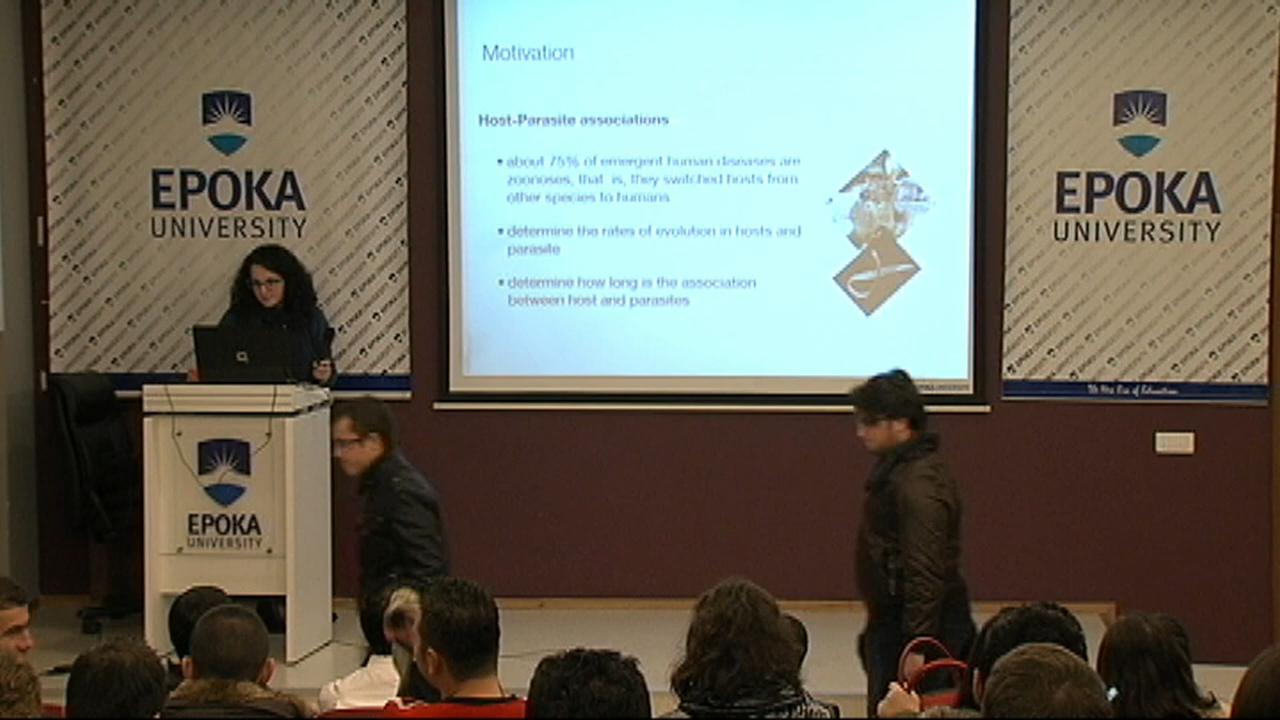 EPOKA
UNIVERSITY
Motivation
Host-Parasite associations
• about 75% of emergent human diseases are
zoonoses, that is, they switched hosts from
other species to humans
• determine the rates of evolution in hosts and
parasite
• determine how long is the association
between host and parasites
EPOKA
UNIVERSITY
EPOKA
UNIVERSITY